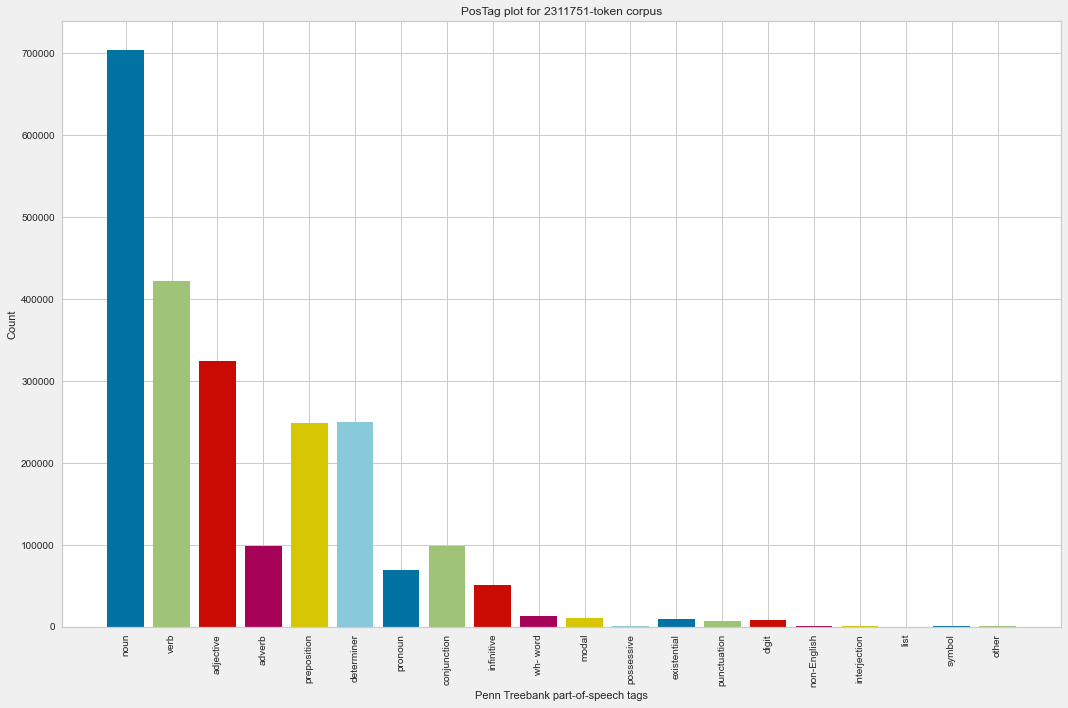 PosTag plot for 2311751-token corpus
700000
600000
500000
400000
300000
200000
100000
0
Count
noun
verb
adjective
adverb
preposition
determiner
pronoun
conjunction
infinitive
wh- word
modal
possessive
existential
punctuation
digit
non-English
interjection
list
symbol
other
Penn Treebank part-of-speech tags